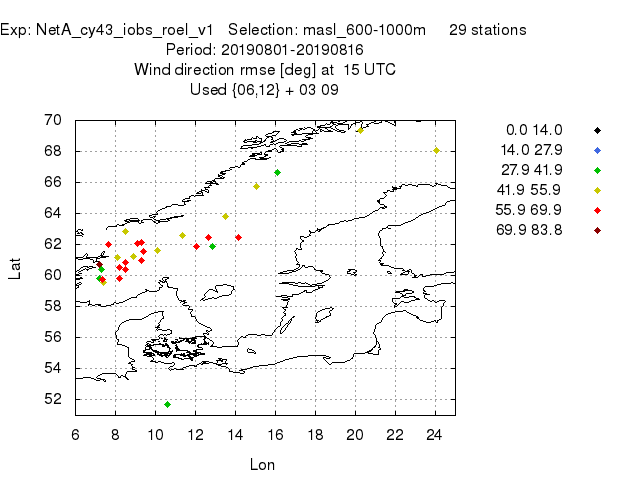 Exp: NetA_cy43_iobs_roel_v1 Selection: masl_600-1000m 29 stations
Period: 20190801-20190816
Wind direction rmse [deg] at 15 UTC
Used {06,12} + 03 09
70
68
66
64
62
60
58
56
54
52
Lat
6 8 10 12 14 16 18 20 22 24
Lon
0.0 14.0
14.0 27.9
27.9 41.9
41.9 55.9
55.9 69.9
69.9 83.8